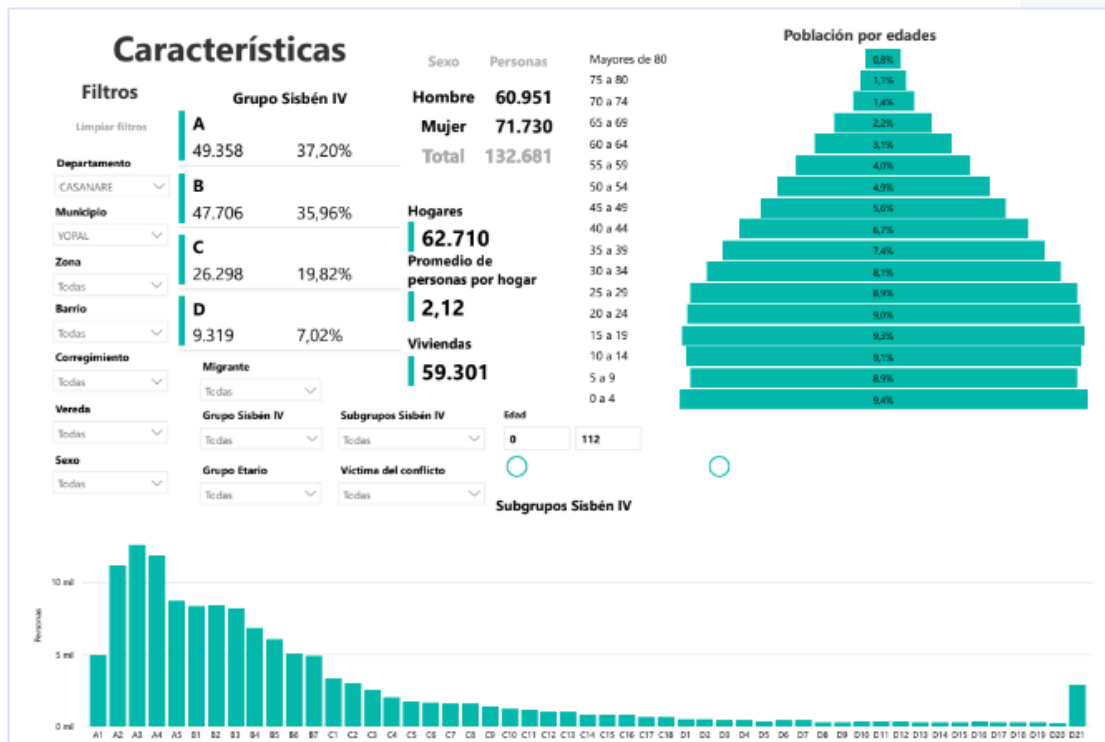 Características
Filtros
Limpiar filtros
Departamento
CASANARE
Municipio
YOPAL
Zona
Todas
Barrio
Todas
Corregimiento
Todas
Vereda
Todas
Sexo
Todas
Grupo Sisbén IV
A
49.358 37,20%
B
47.706 35,96%
C
26.298 19,82%
D
9.319 7,02%
Migrante
Todas
Grupo Sisbén IV
Todas
Subgrupos Sisbén IV
Todas
Edad
0 112
Grupo Etario
Todas
Víctima del conflicto
Todas
Sexo Personas
Hombre 60.951
Mujer 71.730
Total 132.681
Hogares
62.710
Promedio de
personas por hogar
2,12
Viviendas
59.301
Población por edades
Mayores de 80 0,8%
75 a 80 1,1%
70 a 74 1,4%
65 a 69 2,2%
60 a 64 3,1%
55 a 59 4,0%
50 a 54 4,9%
45 a 49 5,6%
40 a 44 6,7%
35 a 39 7,4%
30 a 34 8,1%
25 a 29 8,9%
20 a 24 9,0%
15 a 19 9,3%
10 a 14 9,1%
5 a 9 8,9%
0 a 4 9,4%
Subgrupos Sisbén IV
Personas
10 mil
5 mil
0 mil
A1 A2 A3 A4 A5 B1 B2 B3 B4 B5 B6 B7 C1 C2 C3 C4 C5 C6 C7 C8 C9 C10 C11 C12 C13 C14 C15 C16 C17 C18 D1 D2 D3 D4 D5 D6 D7 D8 D9 D10 D11 D12 D13 D14 D15 D16 D17 D18 D19 D20 D21